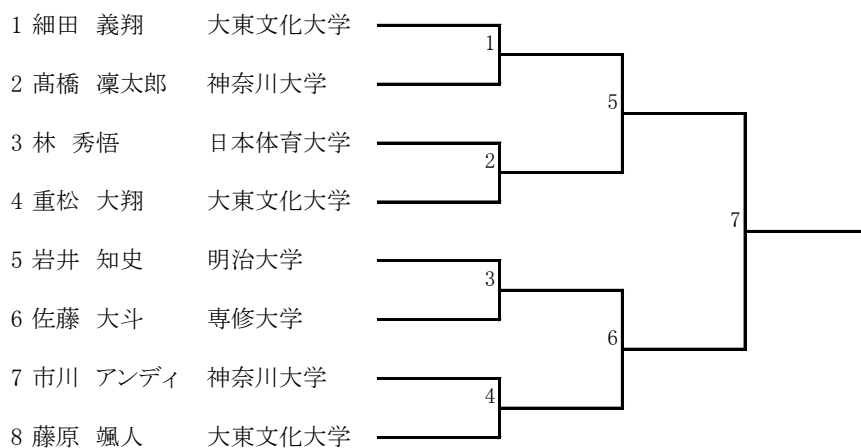 1 細田 義翔 大東文化大学
1
2 髙橋 凜太郎 神奈川大学
5
3 林 秀悟 日本体育大学
2
4 重松 大翔 大東文化大学
7
5 岩井 知史 明治大学
3
6 佐藤 大斗 専修大学
6
7 市川 アンディ 神奈川大学
4
8 藤原 颯人 大東文化大学